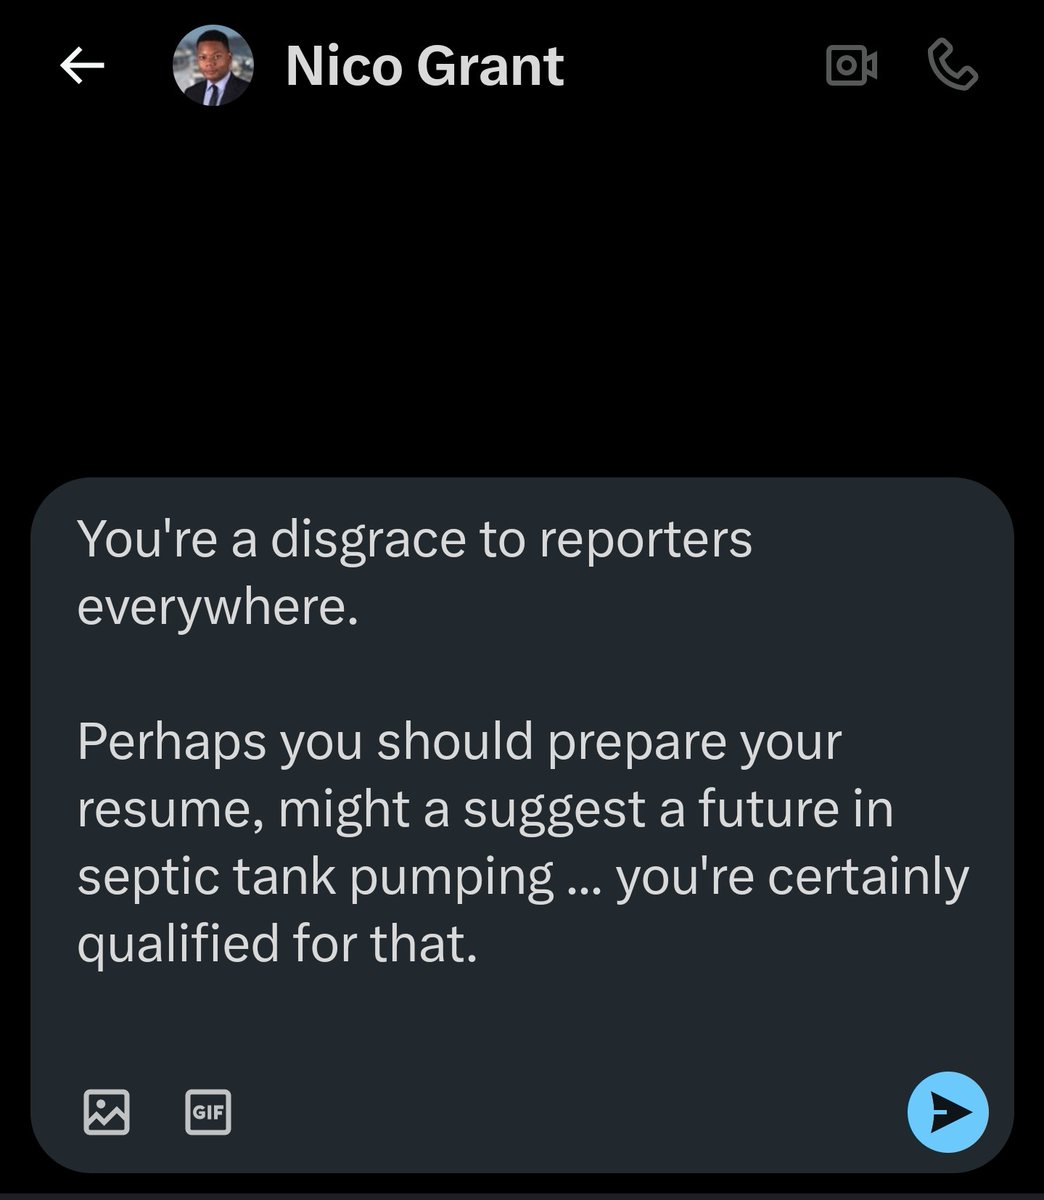 Nico Grant
You're a disgrace to reporters
everywhere.
Perhaps you should prepare your
resume, might a suggest a future in
septic tank pumping ... you're certainly
qualified for that.
GIF